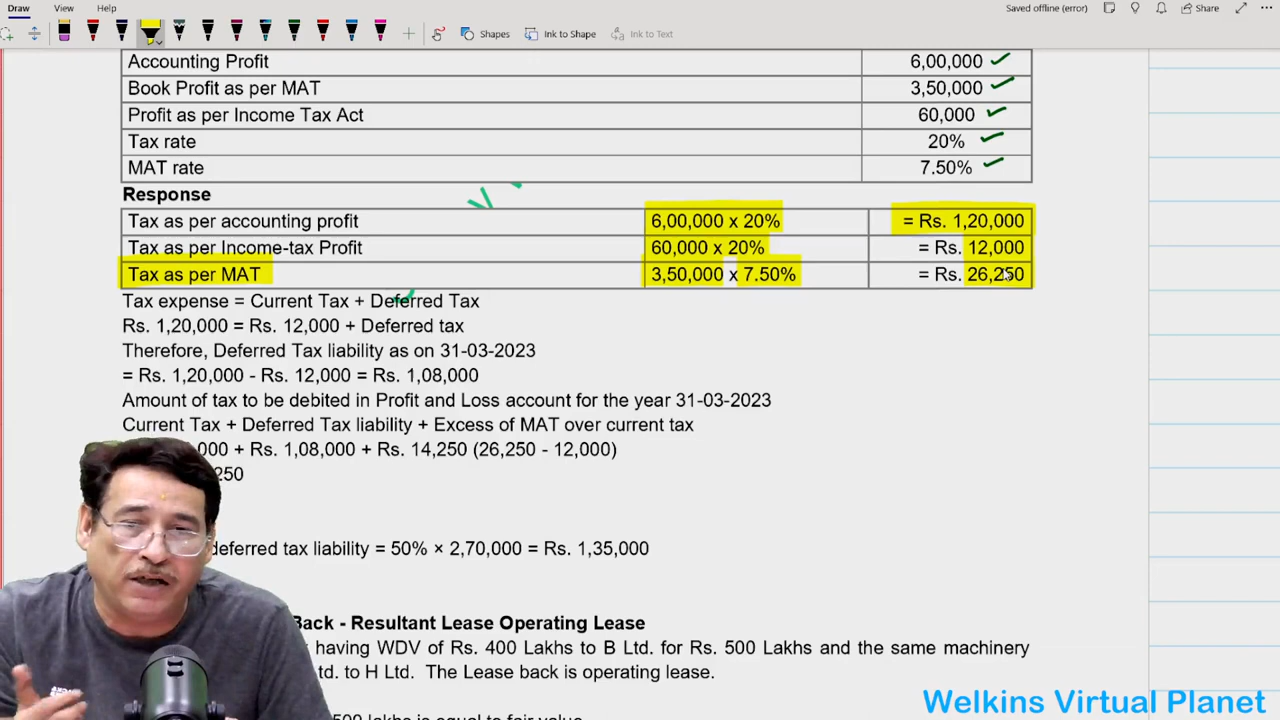 Draw View Help Saved offline (error) Share
Shapes Ink to Shape Ink to Text
Accounting Profit 6,00,000
Book Profit as per MAT 3,50,000
Profit as per Income Tax Act 60,000
Tax rate 20%
MAT rate 7.50%
Response
Tax as per accounting profit 6,00,000 x 20% = Rs. 1,20,000
Tax as per Income-tax Profit 60,000 x 20% = Rs. 12,000
Tax as per MAT 3,50,000 x 7.50% = Rs. 26,250
Tax expense = Current Tax + Deferred Tax
Rs. 1,20,000 = Rs. 12,000 + Deferred tax
Therefore, Deferred Tax liability as on 31-03-2023
= Rs. 1,20,000 - Rs. 12,000 = Rs. 1,08,000
Amount of tax to be debited in Profit and Loss account for the year 31-03-2023
Current Tax + Deferred Tax liability + Excess of MAT over current tax
000 + Rs. 1,08,000 + Rs. 14,250 (26,250 - 12,000)
250
deferred tax liability = 50% × 2,70,000 = Rs. 1,35,000
Back - Resultant Lease Operating Lease
having WDV of Rs. 400 Lakhs to B Ltd. for Rs. 500 Lakhs and the same machinery
td. to H Ltd. The Lease back is operating lease.
500 lakhs is equal to fair value
Welkins Virtual Planet